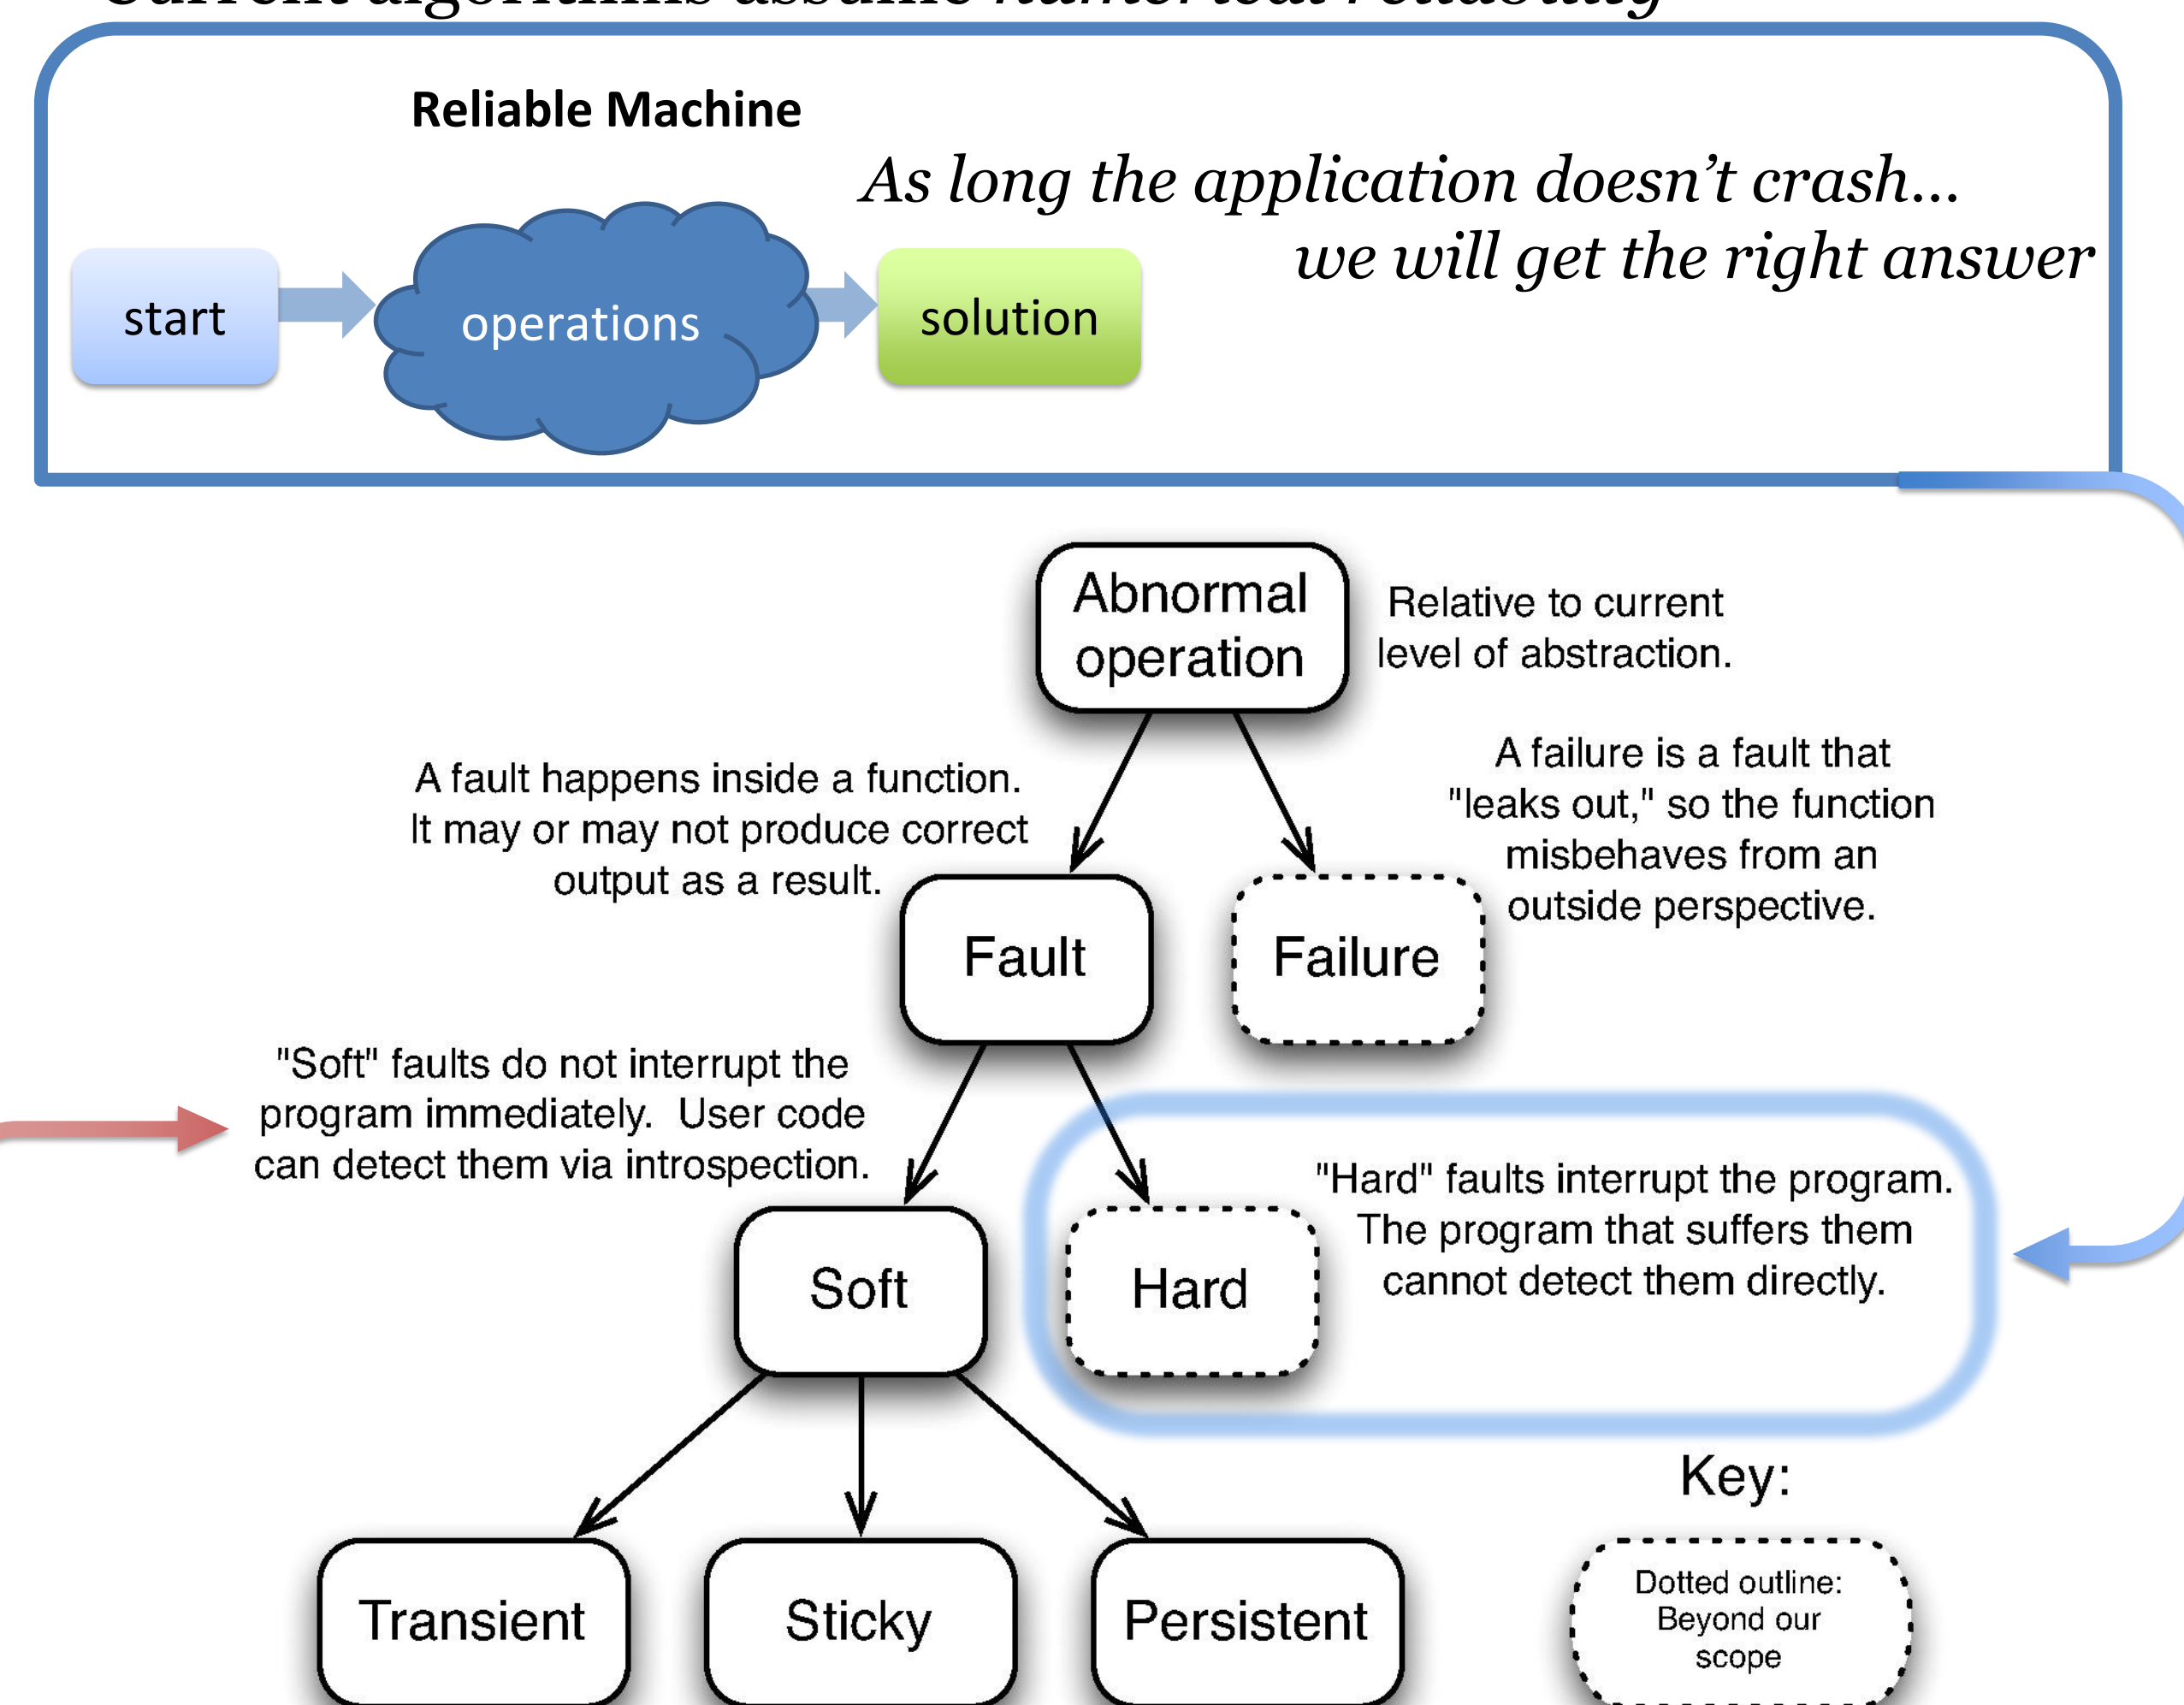 Current algorithms assume numerical reliability
Reliable Machine
As long the application doesn’t crash...
we will get the right answer
start
operations
solution
Abnormal
operation
Relative to current
level of abstraction.
A fault happens inside a function.
It may or may not produce correct
output as a result.
A failure is a fault that
"leaks out," so the function
misbehaves from an
outside perspective.
Fault
Failure
"Soft" faults do not interrupt the
program immediately.  User code
can detect them via introspection.
"Hard" faults interrupt the program.
The program that suffers them
cannot detect them directly.
Soft
Hard
Key:
Transient
Sticky
Persistent
Dotted outline:
Beyond our
scope